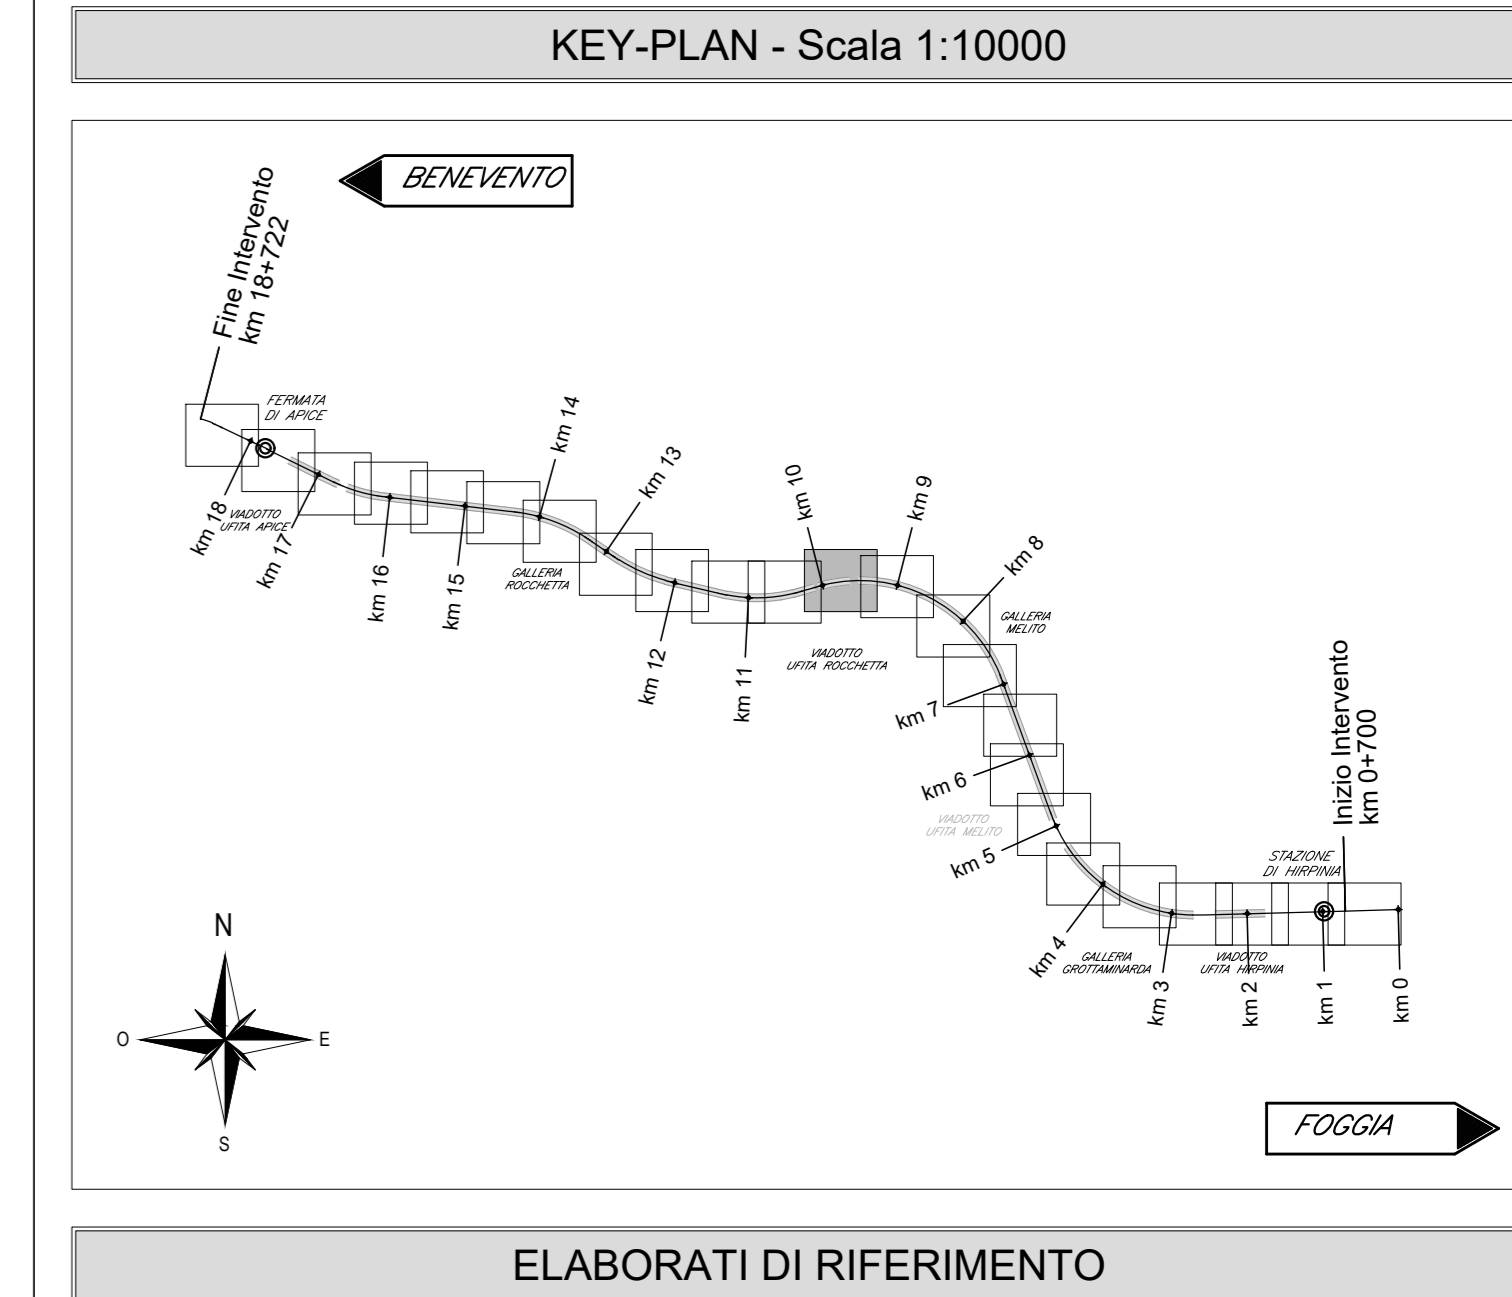 KEY-PLAN - Scala 1:10000
BENEVENTO
Fine Intervento
km 18+722
FERMATA
DI APICE
km 14
km 13
km 10
km 9
km 8
km 18
VIADOTTO
UFITA APICE
km 17
km 16
km 15
GALLERIA
ROCCHETTA
km 12
km 11
VIADOTTO
UFITA ROCCHETTA
GALLERIA
MELITO
km 7
km 6
VIADOTTO
UFITA MELITO
km 5
Inizio Intervento
km 0+700
STAZIONE
DI HIRPINIA
km 4
GALLERIA
GROTTAMINARDA
km 3
VIADOTTO
UFITA HIRPINIA
km 2
km 1
km 0
N
O
E
S
FOGGIA
ELABORATI DI RIFERIMENTO